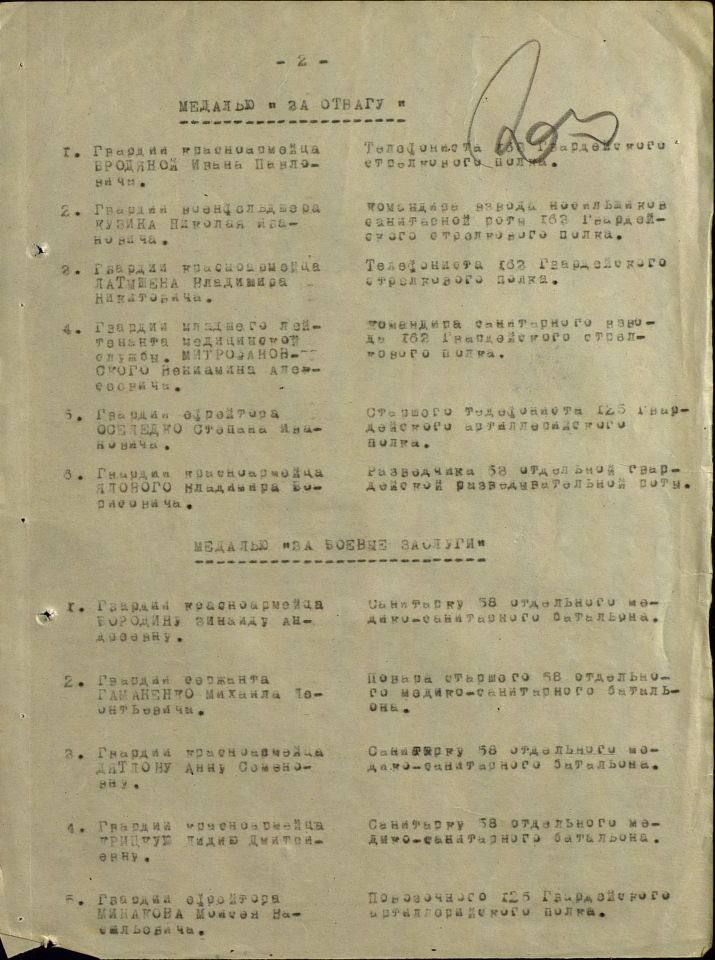 - 2 -
МЕДАЛЬЮ "ЗА ОТВАГУ"
1. Гвардии красноармейца Телефониста 162 Гвардейского
БРОДЯНОЙ Ивана Павло- стрелкового полка.
вича.
2. Гвардии военфельдшера Командира взвода носильщиков
КУЗИНА Николая Ива- санитарной роты 162 Гвардей-
новича. ского стрелкового полка.
3. Гвардии красноармейца Телефониста 162 Гвардейского
ЛАТЫШЕВА Владимира стрелкового полка.
Никитовича.
4. Гвардии младшего лей- Командира санитарного взво-
тенанта медицинской да 162 Гвардейского стрел-
службы. МИТРОФАНОВ- кового полка.
СКОГО Вениамина Алек-
сеевича.
5. Гвардии ефрейтора Старшого телефониста 125 Гвар-
ОСЕЛЕДКО Степана Ива- дейского артиллерийского
новича. полка.
6. Гвардии красноармейца Разведчика 58 отдельной гвар-
ЯЛОВОГО Владимира Бо- дейской разведывательной роты.
рисовича.
МЕДАЛЬЮ "ЗА БОЕВЫЕ ЗАСЛУГИ"
1. Гвардии красноармейца Санитарку 58 отдельного ме-
БОРОДИНУ Зинаиду Ан- дико-санитарного батальона.
дреевну.
2. Гвардии сержанта Повара старшего 58 отдельно-
ГАМАНЕНКО Михаила Ле- го медико-санитарного баталь-
онтьевича. она.
3. Гвардии красноармейца Санитарку 58 отдельного ме-
ДЯТЛОВУ Анну Семено- дико-санитарного батальона.
вну.
4. Гвардии красноармейца Санитарку 58 отдельного ме-
КРИЦКУЮ Лидию Дмитри- дико-санитарного батальона.
евну.
5. Гвардии ефрейтора Повозочного 125 Гвардейского
МИНАКОВА Моисея Ва- артиллерийского полка.
сильевича.